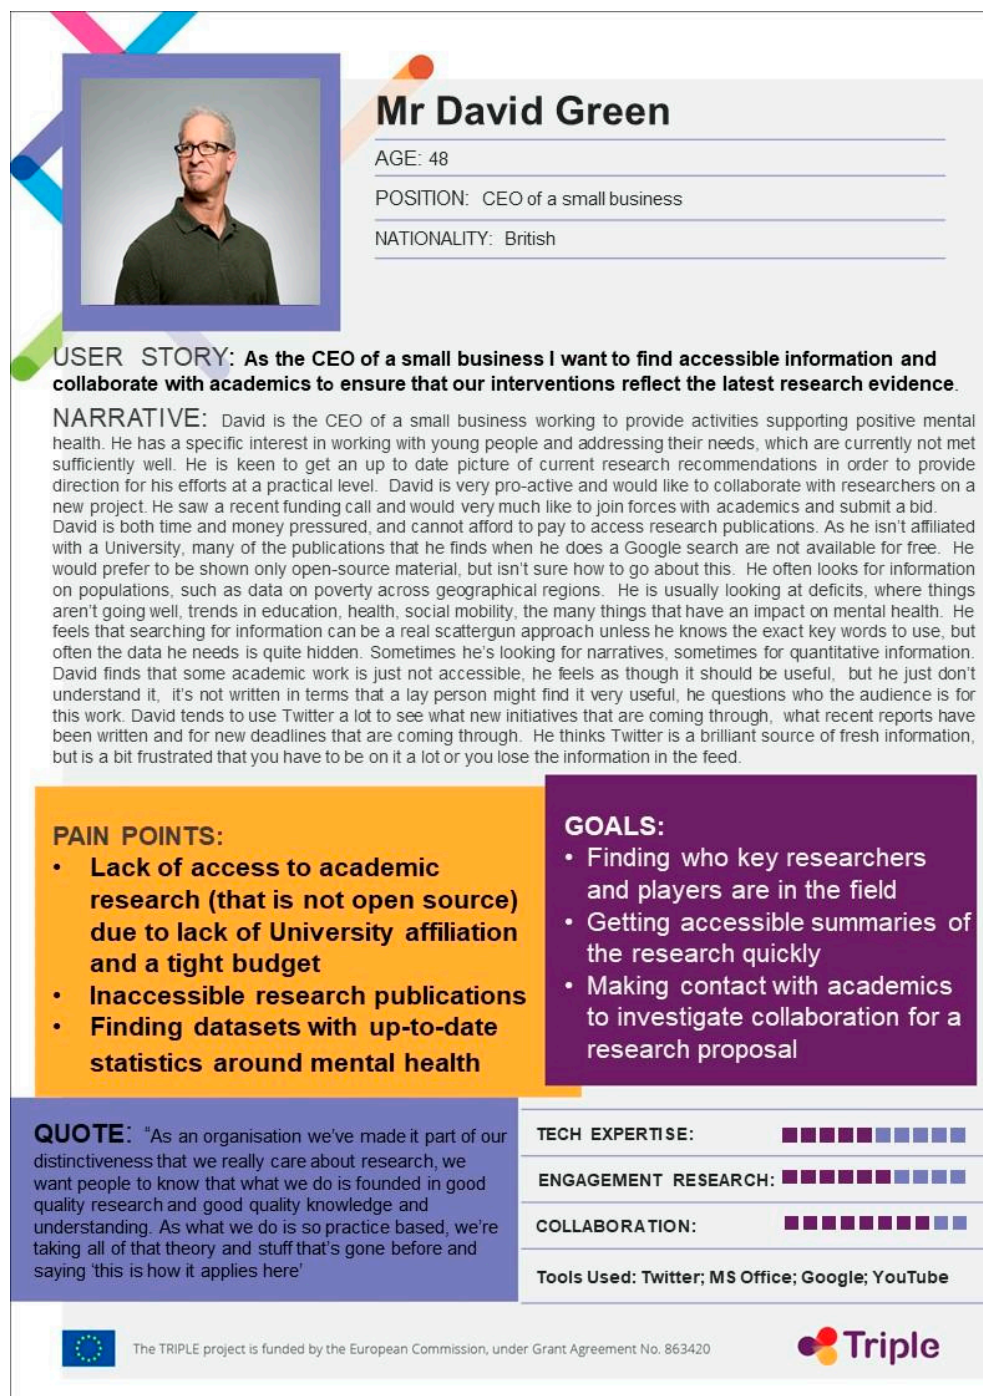 Mr David Green
AGE: 48
POSITION: CEO of a small business
NATIONALITY: British
USER STORY: As the CEO of a small business I want to find accessible information and
collaborate with academics to ensure that our interventions reflect the latest research evidence.
NARRATIVE: David is the CEO of a small business working to provide activities supporting positive mental
health. He has a specific interest in working with young people and addressing their needs, which are currently not met
sufficiently well. He is keen to get an up to date picture of current research recommendations in order to provide
direction for his efforts at a practical level. David is very pro-active and would like to collaborate with researchers on a
new project. He saw a recent funding call and would very much like to join forces with academics and submit a bid.
David is both time and money pressured, and cannot afford to pay to access research publications. As he isn't affiliated
with a University, many of the publications that he finds when he does a Google search are not available for free. He
would prefer to be shown only open-source material, but isn't sure how to go about this. He often looks for information
on populations, such as data on poverty across geographical regions. He is usually looking at deficits, where things
aren't going well, trends in education, health, social mobility, the many things that have an impact on mental health. He
feels that searching for information can be a real scattergun approach unless he knows the exact key words to use, but
often the data he needs is quite hidden. Sometimes he's looking for narratives, sometimes for quantitative information.
David finds that some academic work is just not accessible, he feels as though it should be useful, but he just don't
understand it, it's not written in terms that a lay person might find it very useful, he questions who the audience is for
this work. David tends to use Twitter a lot to see what new initiatives that are coming through, what recent reports have
been written and for new deadlines that are coming through. He thinks Twitter is a brilliant source of fresh information,
but is a bit frustrated that you have to be on it a lot or you lose the information in the feed.
PAIN POINTS:
• Lack of access to academic
research (that is not open source)
due to lack of University affiliation
and a tight budget
• Inaccessible research publications
• Finding datasets with up-to-date
statistics around mental health
GOALS:
• Finding who key researchers
and players are in the field
• Getting accessible summaries of
the research quickly
• Making contact with academics
to investigate collaboration for a
research proposal
QUOTE: "As an organisation we've made it part of our
distinctiveness that we really care about research, we
want people to know that what we do is founded in good
quality research and good quality knowledge and
understanding. As what we do is so practice based, we're
taking all of that theory and stuff that's gone before and
saying 'this is how it applies here'
TECH EXPERTISE:
ENGAGEMENT RESEARCH:
COLLABORATION:
Tools Used: Twitter; MS Office; Google; YouTube
The TRIPLE project is funded by the European Commission, under Grant Agreement No. 863420
Triple